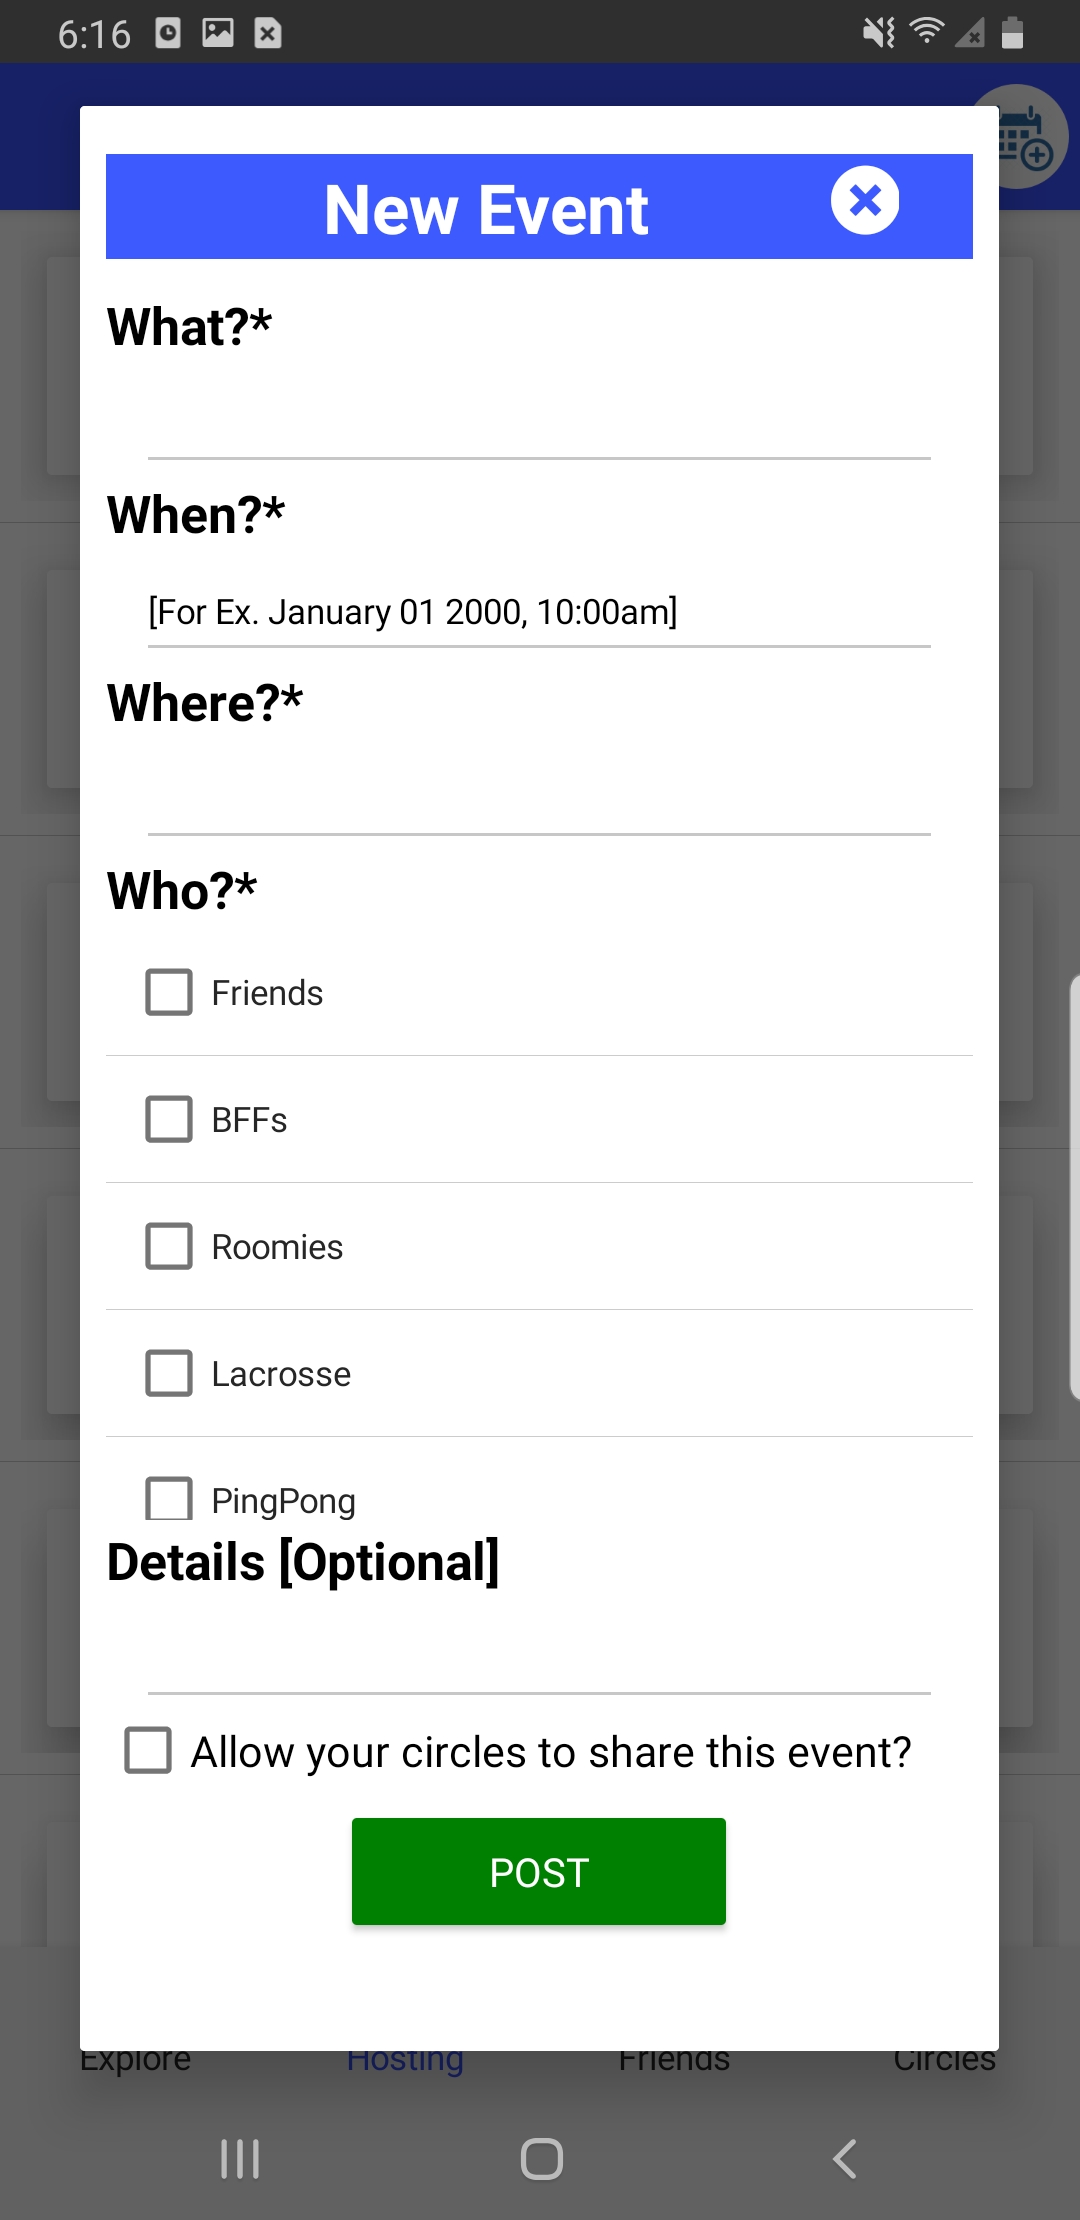 6:16
New Event
What?*
When?*
[For Ex. January 01 2000, 10:00am]
Where?*
Who?*
Friends
BFFs
Roomies
Lacrosse
PingPong
Details [Optional]
Allow your circles to share this event?
POST
Explore Hosting Friends Circles